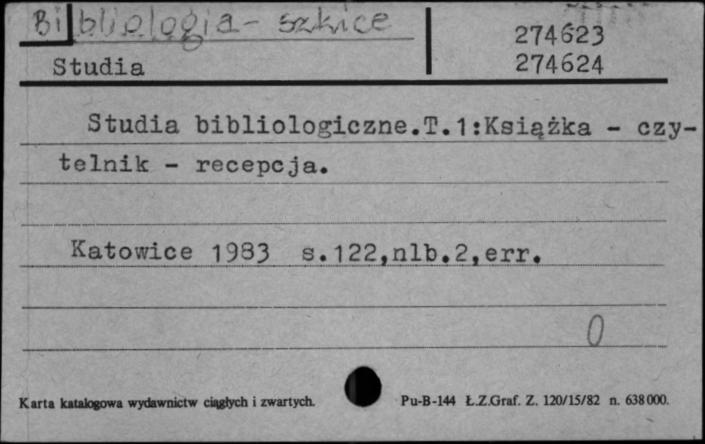 Bibliologia - szkice
274623
Studia
274624
Studia bibliologiczne.T.1:Książka - czy-
telnik - recepcja.
Katowice 1983 s.122,nlb.2,err.
0
Karta katalogowa wydawnictw ciągłych i zwartych.
Pu-B-144 Ł.Z.Graf. Z. 120/15/82 n. 638000.